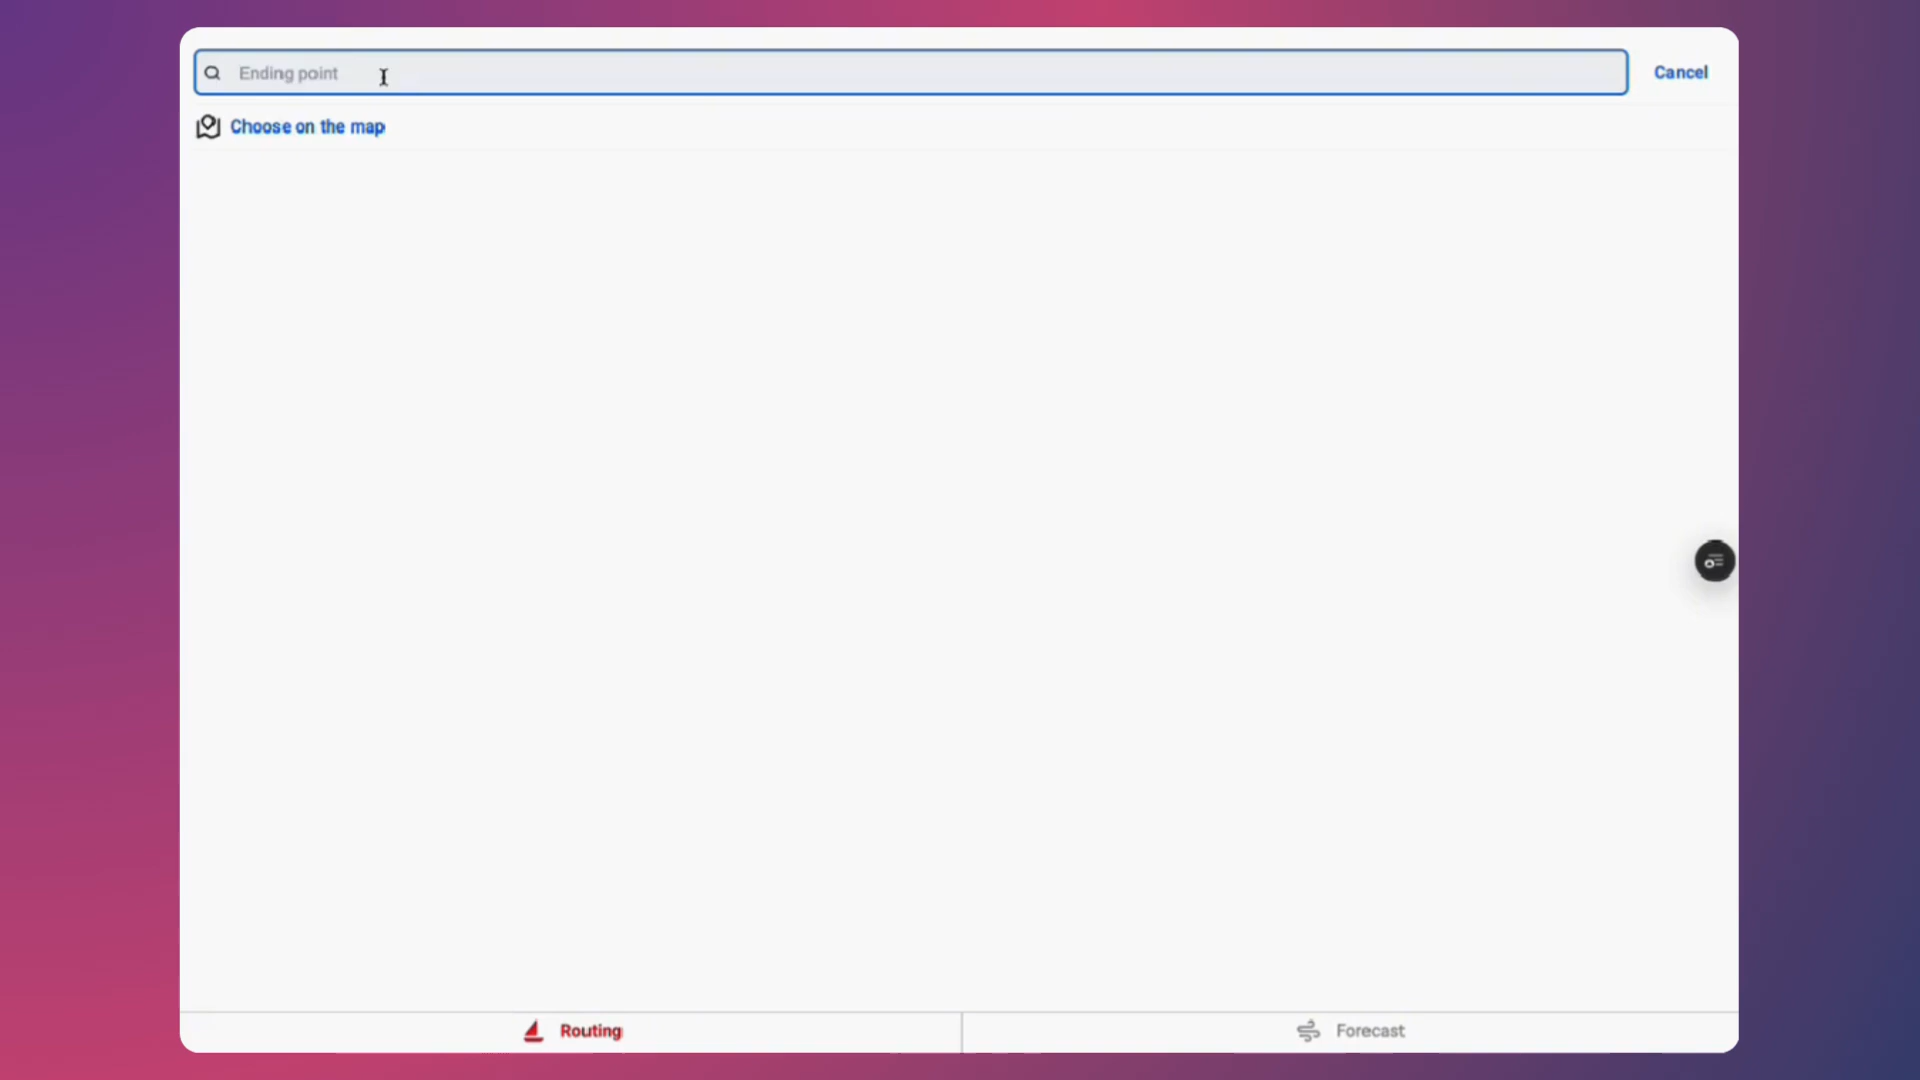 Ending point
Cancel
Choose on the map
Routing
Forecast